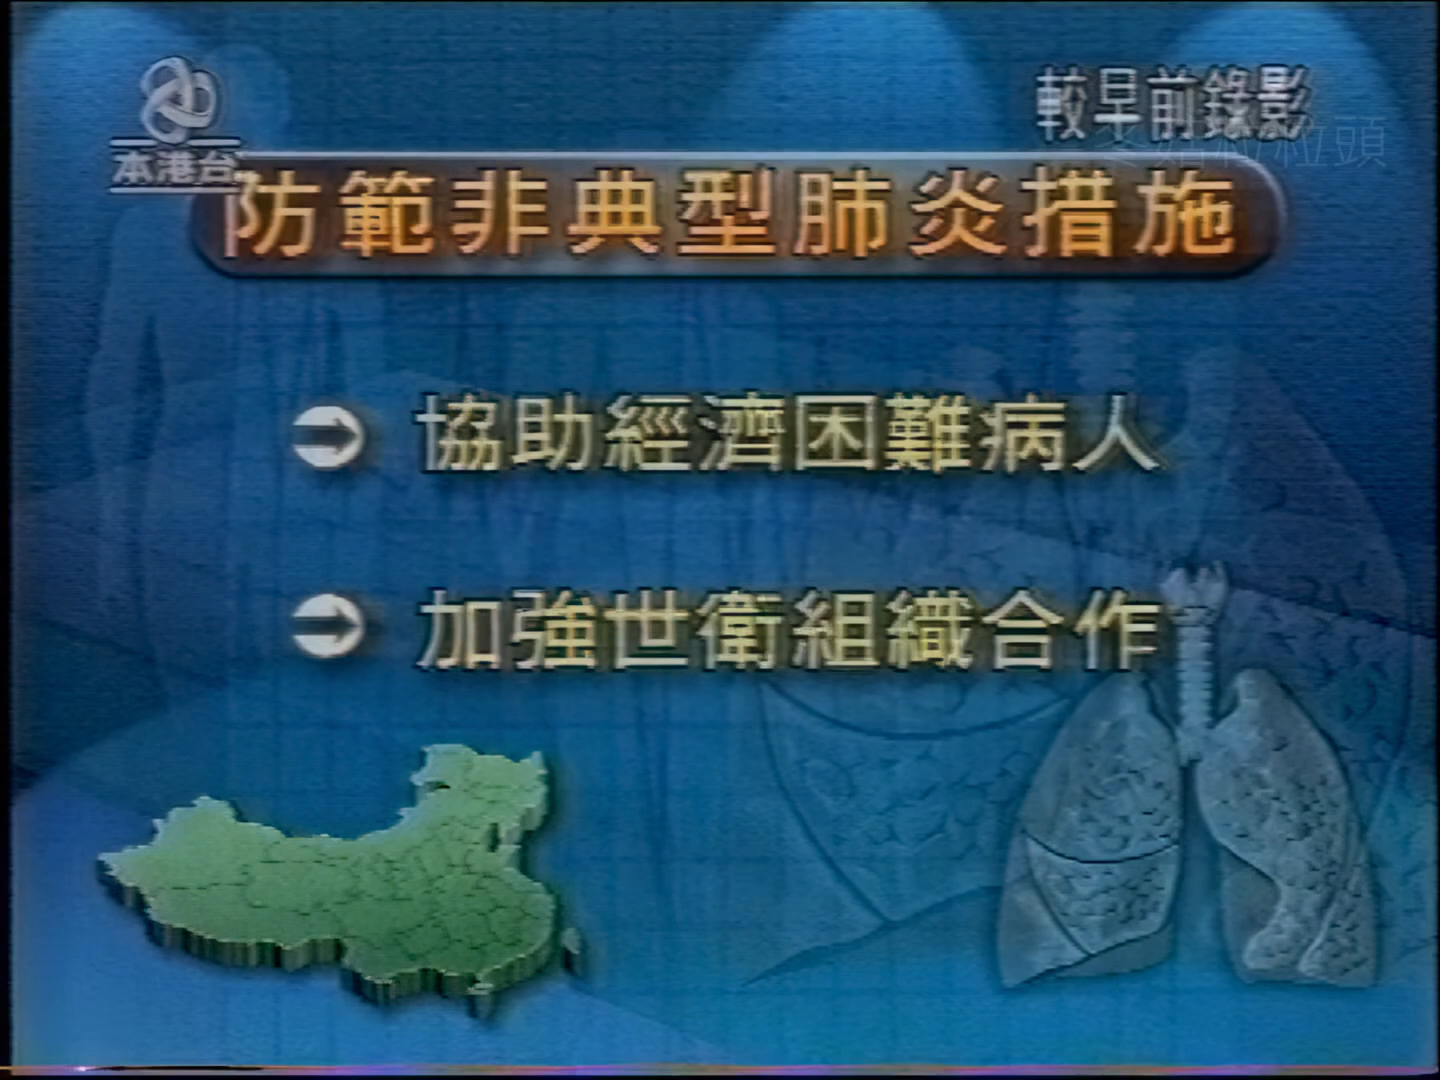 較早前錄影
本港台
防範非典型肺炎措施
協助經濟困難病人
加強世衛組織合作